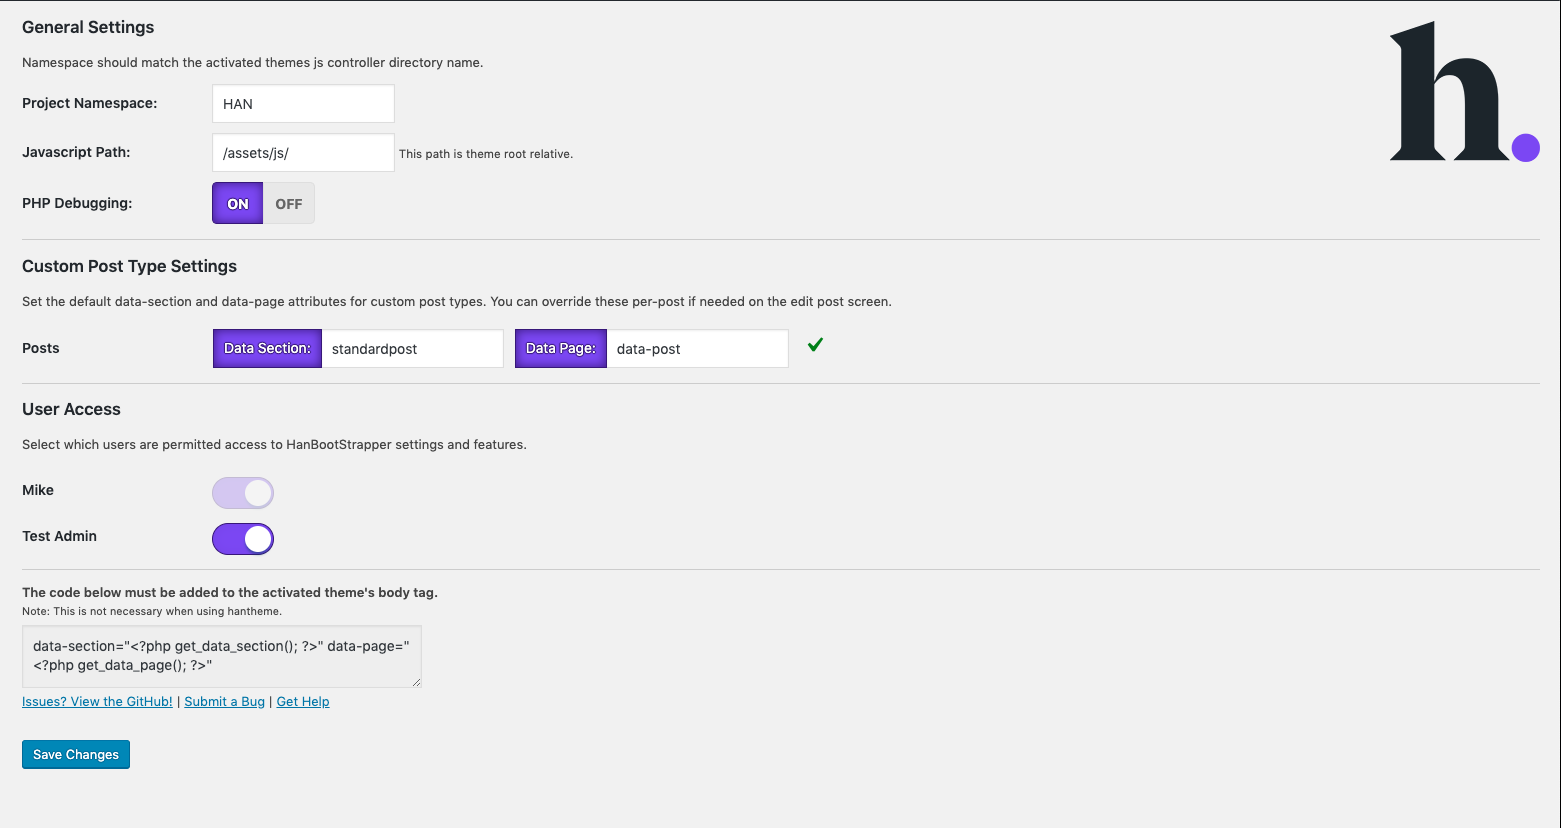 General Settings
h.
Namespace should match the activated themes js controller directory name.
Project Namespace: HAN
Javascript Path: /assets/js/ This path is theme root relative.
PHP Debugging: ON OFF
Custom Post Type Settings
Set the default data-section and data-page attributes for custom post types. You can override these per-post if needed on the edit post screen.
Posts Data Section: standardpost Data Page: data-post
User Access
Select which users are permitted access to HanBootStrapper settings and features.
Mike
Test Admin
The code below must be added to the activated theme's body tag.
Note: This is not necessary when using hantheme.
data-section="<?php get_data_section(); ?>" data-page="
<?php get_data_page(); ?>"
Issues? View the GitHub! | Submit a Bug | Get Help
Save Changes